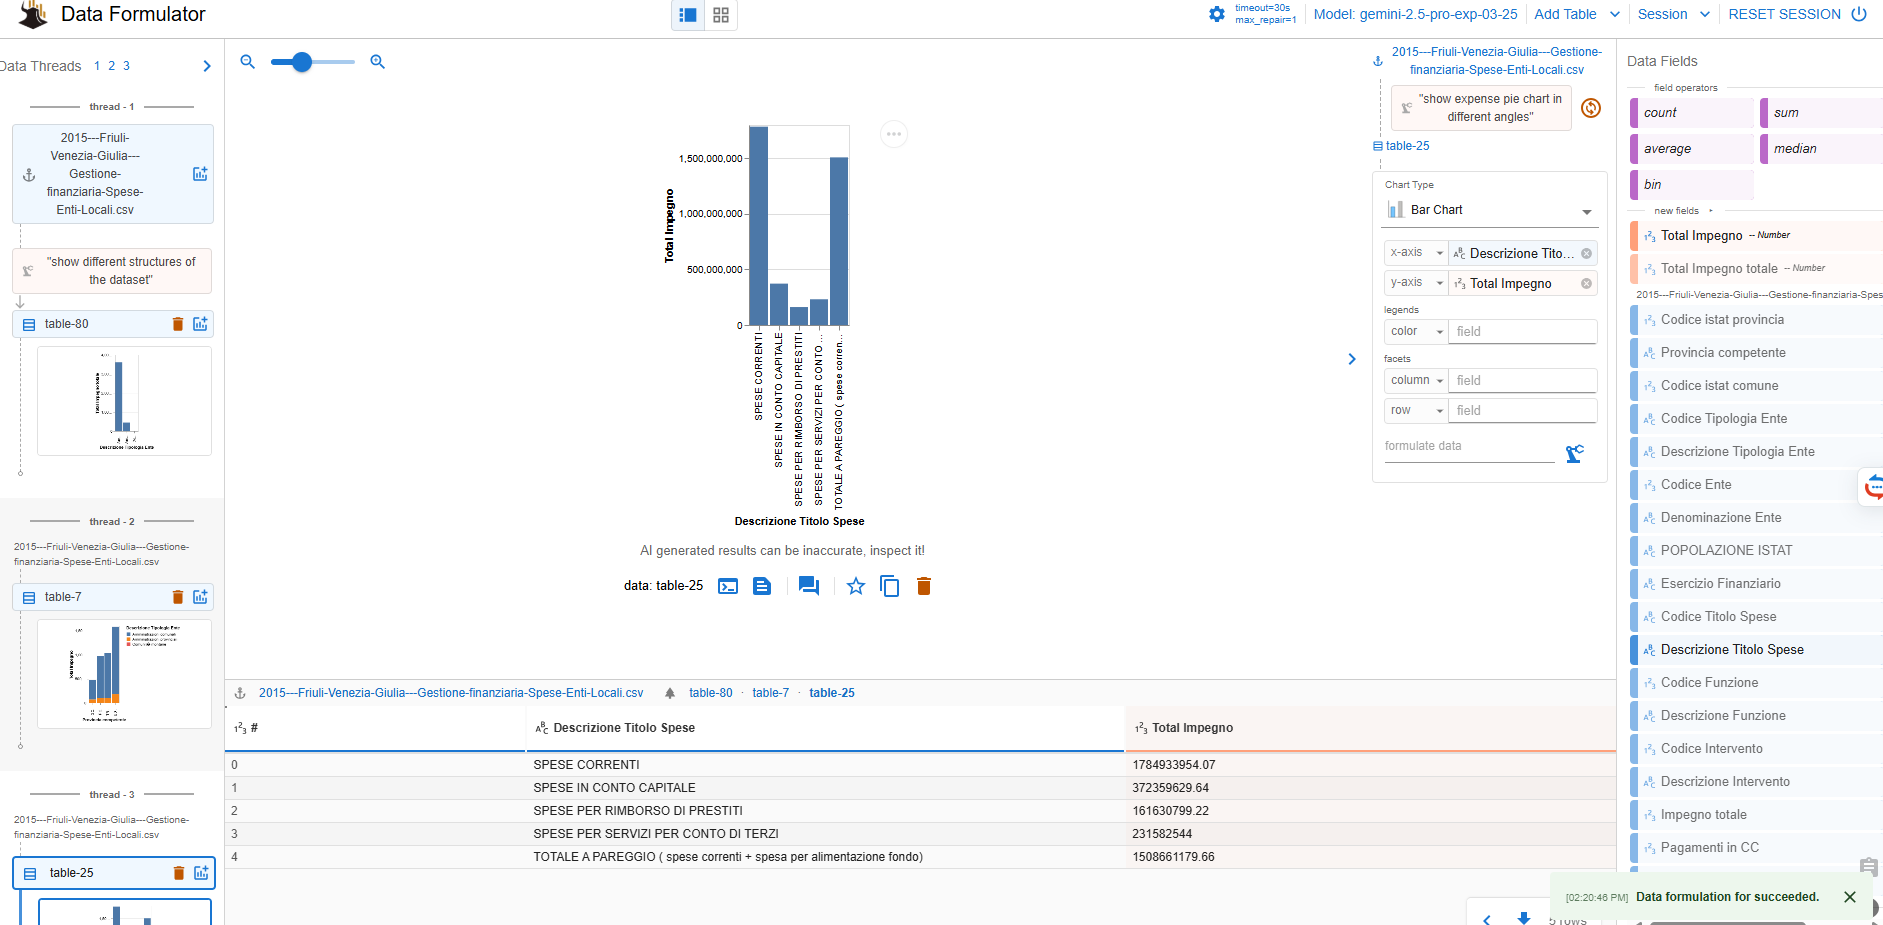 Data Formulator
timeout=30s
max_repair=1
Model: gemini-2.5-pro-exp-03-25
Add Table
Session
RESET SESSION
Data Threads 1 2 3
thread - 1
2015---Friuli-
Venezia-Giulia---
Gestione-
finanziaria-Spese-
Enti-Locali.csv
"show different structures of
the dataset"
table-80
Descrizione Tipologia Ente
thread - 2
2015---Friuli-Venezia-Giulia---Gestione-
finanziaria-Spese-Enti-Locali.csv
table-7
Descrizione Tipologia Ente
Total Impegno
Provincia competente
thread - 3
2015---Friuli-Venezia-Giulia---Gestione-
finanziaria-Spese-Enti-Locali.csv
table-25
Total Impegno
1,500,000,000
1,000,000,000
500,000,000
0
SPESE CORRENTI
SPESE IN CONTO CAPITALE
SPESE PER RIMBORSO DI PRESTITI
SPESE PER SERVIZI PER CONTO ...
TOTALE A PAREGGIO ( spese corren...
Descrizione Titolo Spese
AI generated results can be inaccurate, inspect it!
data: table-25
2015---Friuli-Venezia-Giulia---Gestione-
finanziaria-Spese-Enti-Locali.csv
"show expense pie chart in
different angles"
table-25
Chart Type
Bar Chart
x-axis Descrizione Tito...
y-axis Total Impegno
legends
color field
facets
column field
row field
formulate data
2015---Friuli-Venezia-Giulia---Gestione-finanziaria-Spese-Enti-Locali.csv table-80 · table-7 · table-25
# Descrizione Titolo Spese Total Impegno
0 SPESE CORRENTI 1784933954.07
1 SPESE IN CONTO CAPITALE 372359629.64
2 SPESE PER RIMBORSO DI PRESTITI 161630799.22
3 SPESE PER SERVIZI PER CONTO DI TERZI 231582544
4 TOTALE A PAREGGIO ( spese correnti + spesa per alimentazione fondo) 1508661179.66
5 rows
Data Fields
field operators
count sum
average median
bin
new fields
Total Impegno -- Number
Total Impegno totale -- Number
2015---Friuli-Venezia-Giulia---Gestione-finanziaria-Spes
Codice istat provincia
Provincia competente
Codice istat comune
Codice Tipologia Ente
Descrizione Tipologia Ente
Codice Ente
Denominazione Ente
POPOLAZIONE ISTAT
Esercizio Finanziario
Codice Titolo Spese
Descrizione Titolo Spese
Codice Funzione
Descrizione Funzione
Codice Intervento
Descrizione Intervento
Impegno totale
Pagamenti in CC
[02:20:46 PM] Data formulation for succeeded.